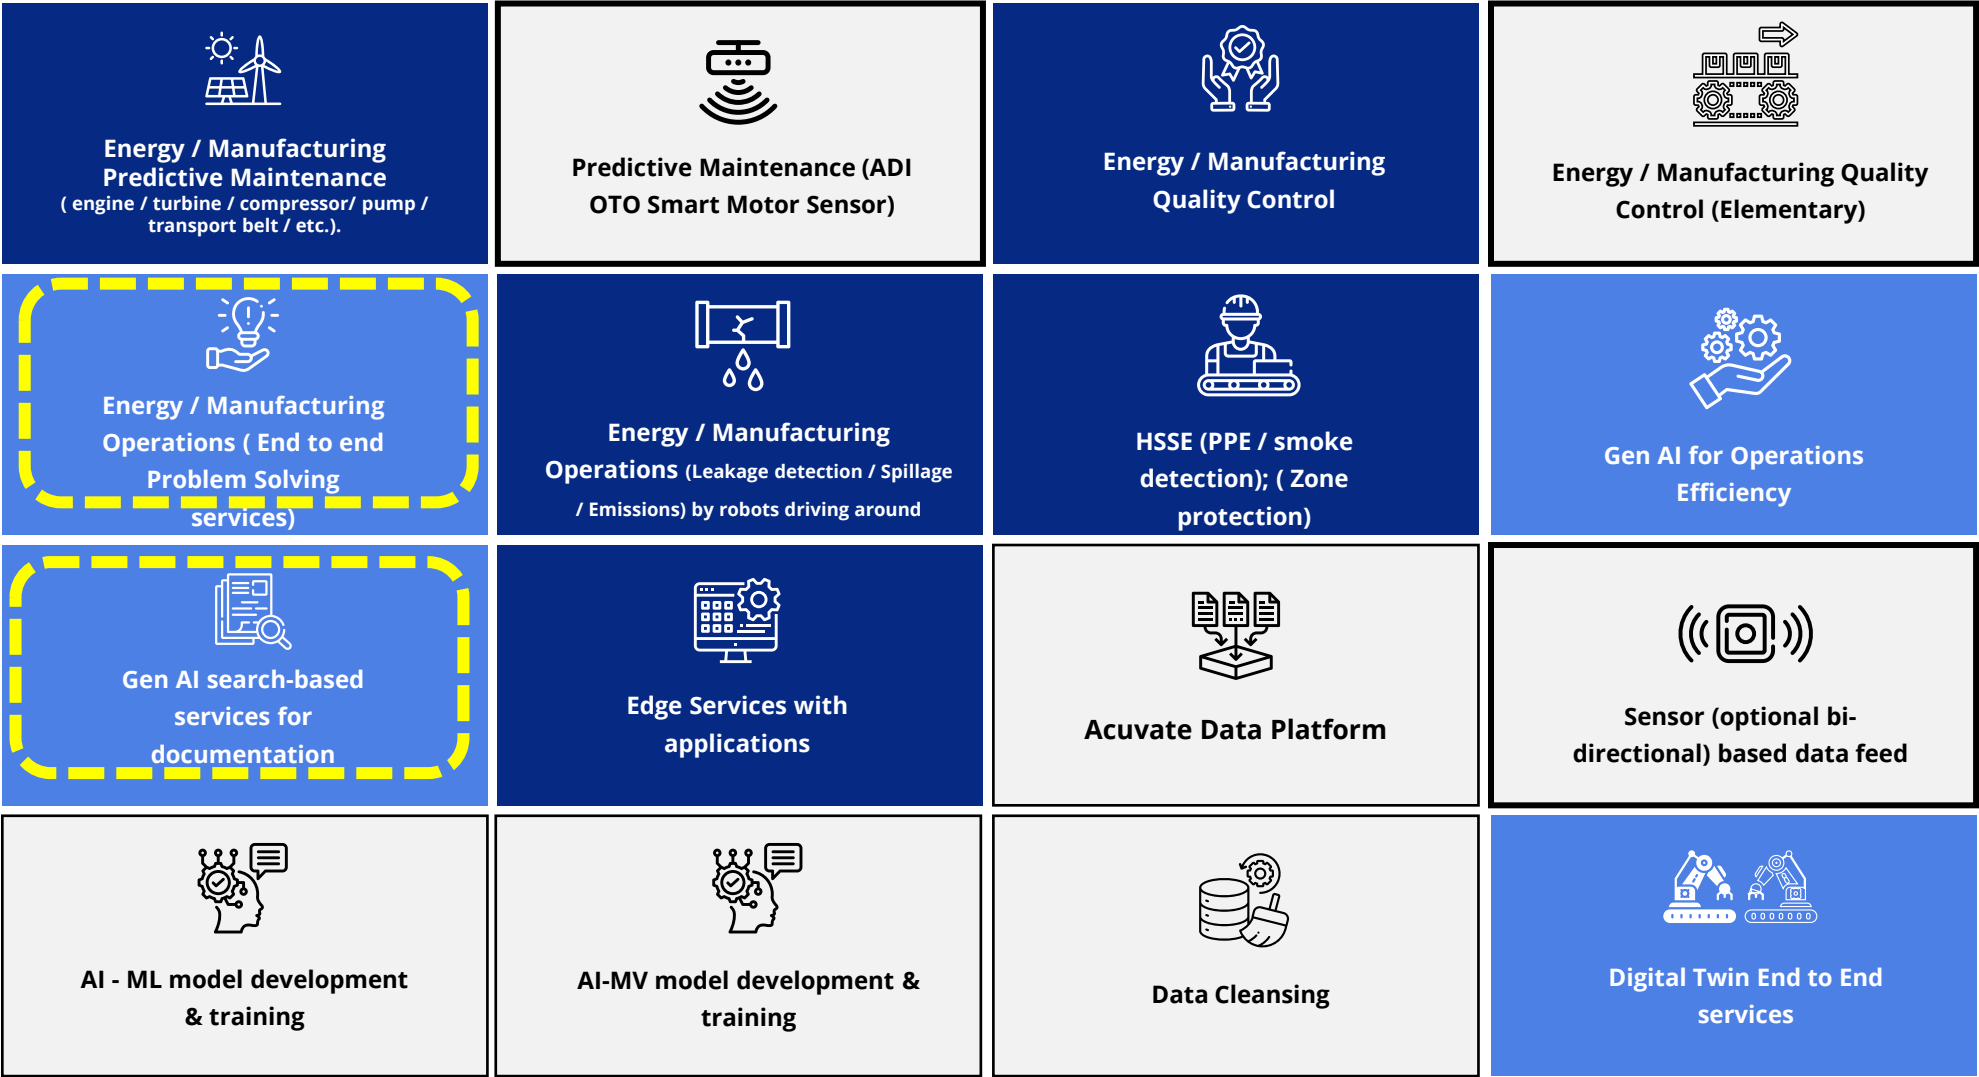 Energy / Manufacturing
Predictive Maintenance
( engine / turbine / compressor/ pump /
transport belt / etc.).
Predictive Maintenance (ADI
OTO Smart Motor Sensor)
Energy / Manufacturing
Quality Control
Energy / Manufacturing Quality
Control (Elementary)
Energy / Manufacturing
Operations ( End to end
Problem Solving
services)
Energy / Manufacturing
Operations (Leakage detection / Spillage
/ Emissions) by robots driving around
HSSE (PPE / smoke
detection); ( Zone
protection)
Gen AI for Operations
Efficiency
Gen AI search-based
services for
documentation
Edge Services with
applications
Acuvate Data Platform
Sensor (optional bi-
directional) based data feed
AI - ML model development
& training
AI-MV model development &
training
Data Cleansing
Digital Twin End to End
services